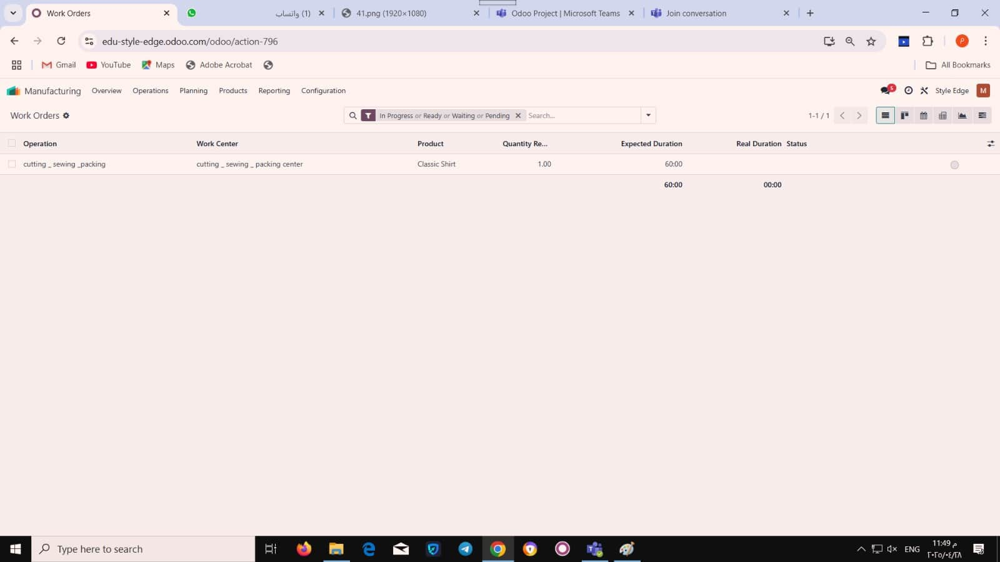 Work Orders
(1) واتساب
41.png (1920×1080)
Odoo Project | Microsoft Teams
Join conversation
edu-style-edge.odoo.com/odoo/action-796
Gmail
YouTube
Maps
Adobe Acrobat
All Bookmarks
Manufacturing Overview Operations Planning Products Reporting Configuration
5
Style Edge
M
Work Orders
In Progress or Ready or Waiting or Pending
Search...
1-1 / 1
Operation Work Center Product Quantity Re... Expected Duration Real Duration Status
cutting _ sewing _packing cutting _ sewing _ packing center Classic Shirt 1.00 60:00
60:00 00:00
Type here to search
ENG
11:49 م
٢٠٢٥/٠٤/٢٨